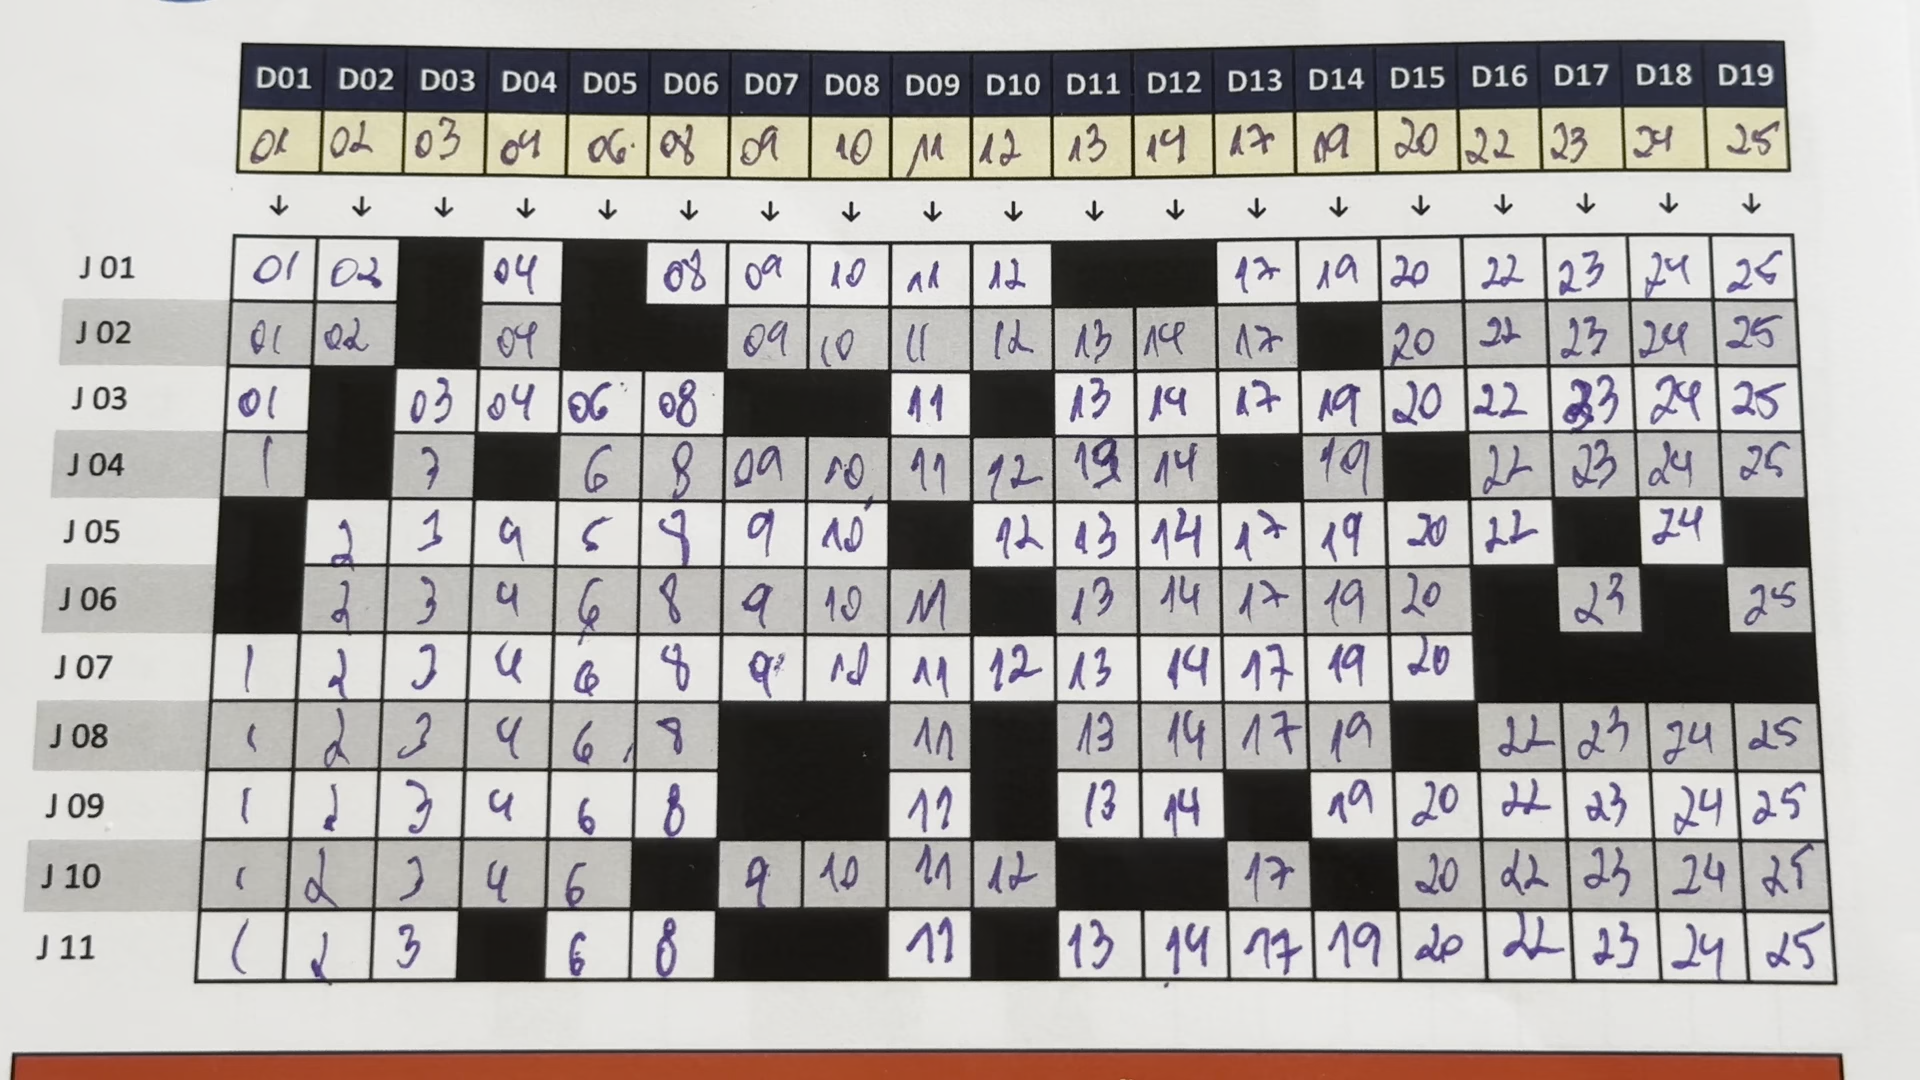 D01 D02 D03 D04 D05 D06 D07 D08 D09 D10 D11 D12 D13 D14 D15 D16 D17 D18 D19
01 02 03 04 06 08 09 10 11 12 13 14 17 19 20 22 23 24 25
↓ ↓ ↓ ↓ ↓ ↓ ↓ ↓ ↓ ↓ ↓ ↓ ↓ ↓ ↓ ↓ ↓ ↓ ↓
J 01 01 02 04 08 09 10 11 12 17 19 20 22 23 24 25
J 02 01 02 04 09 10 11 12 13 14 17 20 22 23 24 25
J 03 01 03 04 06 08 11 13 14 17 19 20 22 23 24 25
J 04 1 3 6 8 09 10 11 12 13 14 19 22 23 24 25
J 05 2 3 4 6 8 9 10 12 13 14 17 19 20 22 24
J 06 2 3 4 6 8 9 10 11 13 14 17 19 20 23 25
J 07 1 2 3 4 6 8 9 10 11 12 13 14 17 19 20
J 08 1 2 3 4 6 8 11 13 14 17 19 22 23 24 25
J 09 1 2 3 4 6 8 11 13 14 19 20 22 23 24 25
J 10 1 2 3 4 6 9 10 11 12 17 20 22 23 24 25
J 11 1 2 3 6 8 11 13 14 17 19 20 22 23 24 25